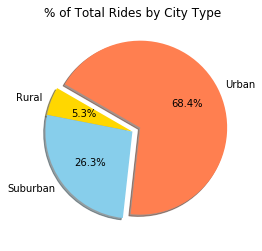 % of Total Rides by City Type
Urban
68.4%
Rural
5.3%
26.3%
Suburban